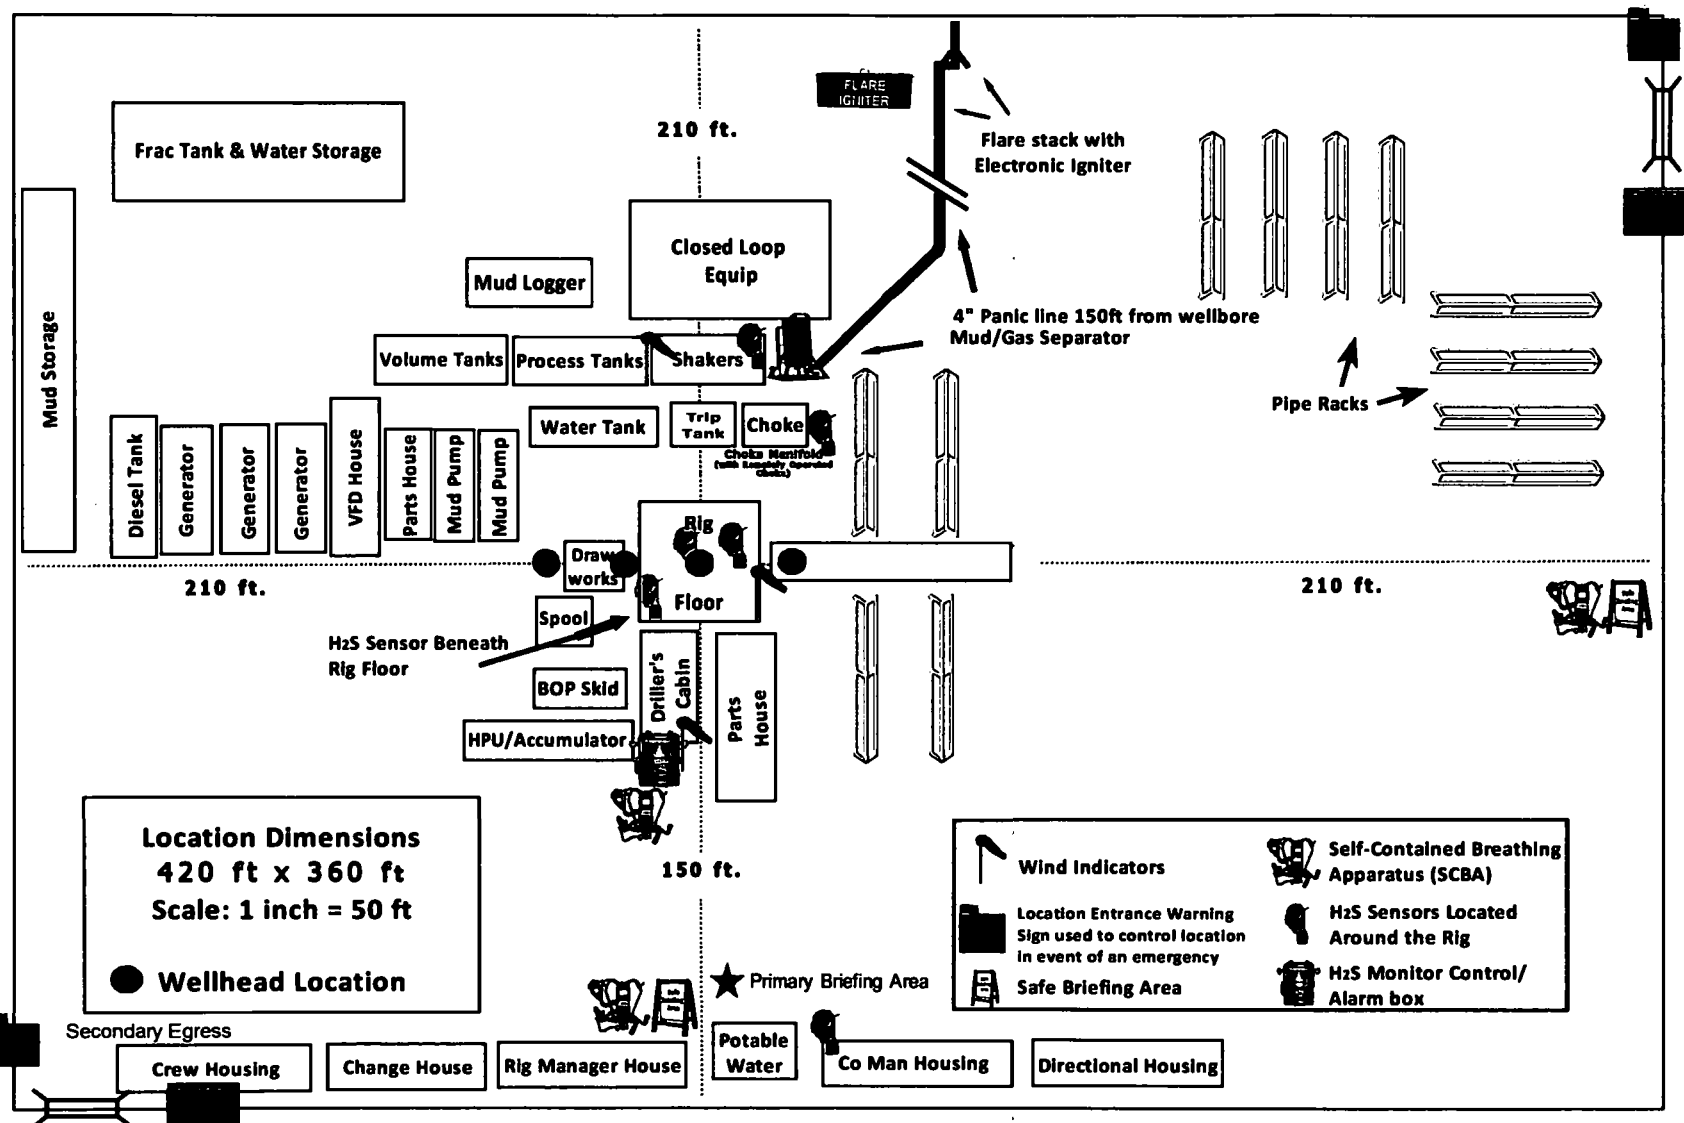 FLARE
IGNITER
210 ft.
Flare stack with
Electronic Igniter
Frac Tank & Water Storage
Closed Loop
Equip
Mud Logger
4" Panic line 150ft from wellbore
Mud/Gas Separator
Mud Storage
Volume Tanks
Process Tanks
Shakers
Pipe Racks
Water Tank
Trip
Tank
Choke
Choke Manifold
(with Remotely Operated
Choke)
Diesel Tank
Generator
Generator
Generator
VFD House
Parts House
Mud Pump
Mud Pump
Rig
Floor
Draw
works
210 ft.
210 ft.
Spool
H2S Sensor Beneath
Rig Floor
BOP Skid
Driller's
Cabin
Parts
House
HPU/Accumulator
Location Dimensions
420 ft x 360 ft
Scale: 1 inch = 50 ft
Wellhead Location
150 ft.
Wind Indicators
Location Entrance Warning
Sign used to control location
in event of an emergency
Safe Briefing Area
Self-Contained Breathing
Apparatus (SCBA)
H2S Sensors Located
Around the Rig
H2S Monitor Control/
Alarm box
Primary Briefing Area
Secondary Egress
Crew Housing
Change House
Rig Manager House
Potable
Water
Co Man Housing
Directional Housing